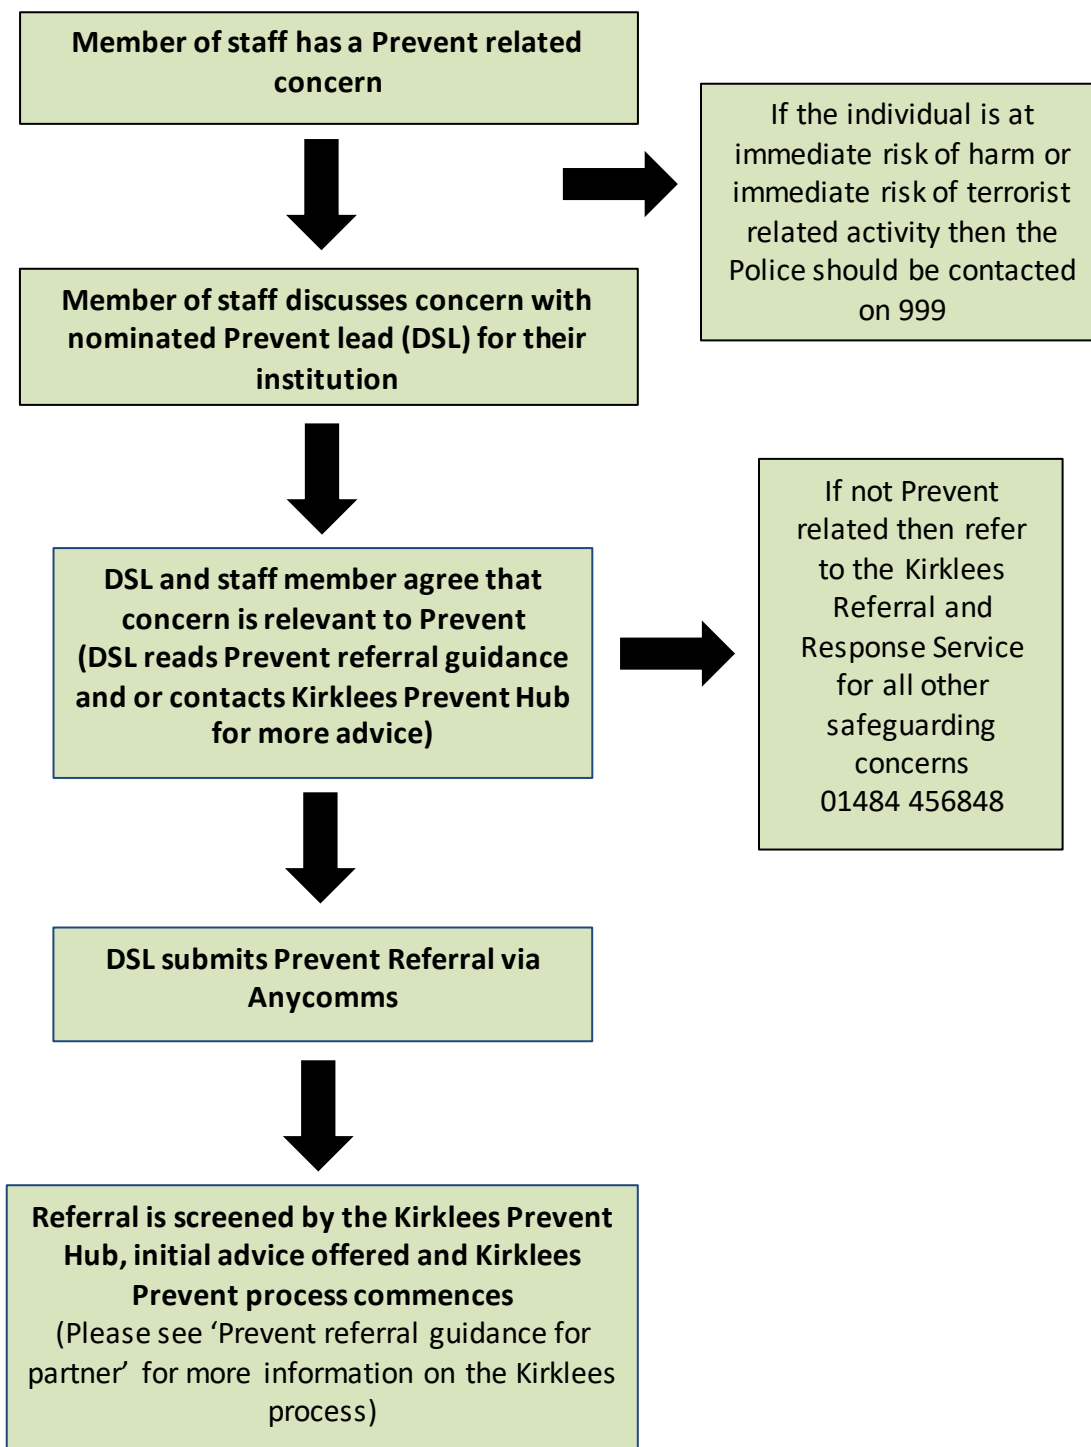 Member of staff has a Prevent related
concern
If the individual is at
immediate risk of harm or
immediate risk of terrorist
related activity then the
Police should be contacted
on 999
Member of staff discusses concern with
nominated Prevent lead (DSL) for their
institution
DSL and staff member agree that
concern is relevant to Prevent
(DSL reads Prevent referral guidance
and or contacts Kirklees Prevent Hub
for more advice)
If not Prevent
related then refer
to the Kirklees
Referral and
Response Service
for all other
safeguarding
concerns
01484 456848
DSL submits Prevent Referral via
Anycomms
Referral is screened by the Kirklees Prevent
Hub, initial advice offered and Kirklees
Prevent process commences
(Please see ‘Prevent referral guidance for
partner’ for more information on the Kirklees
process)